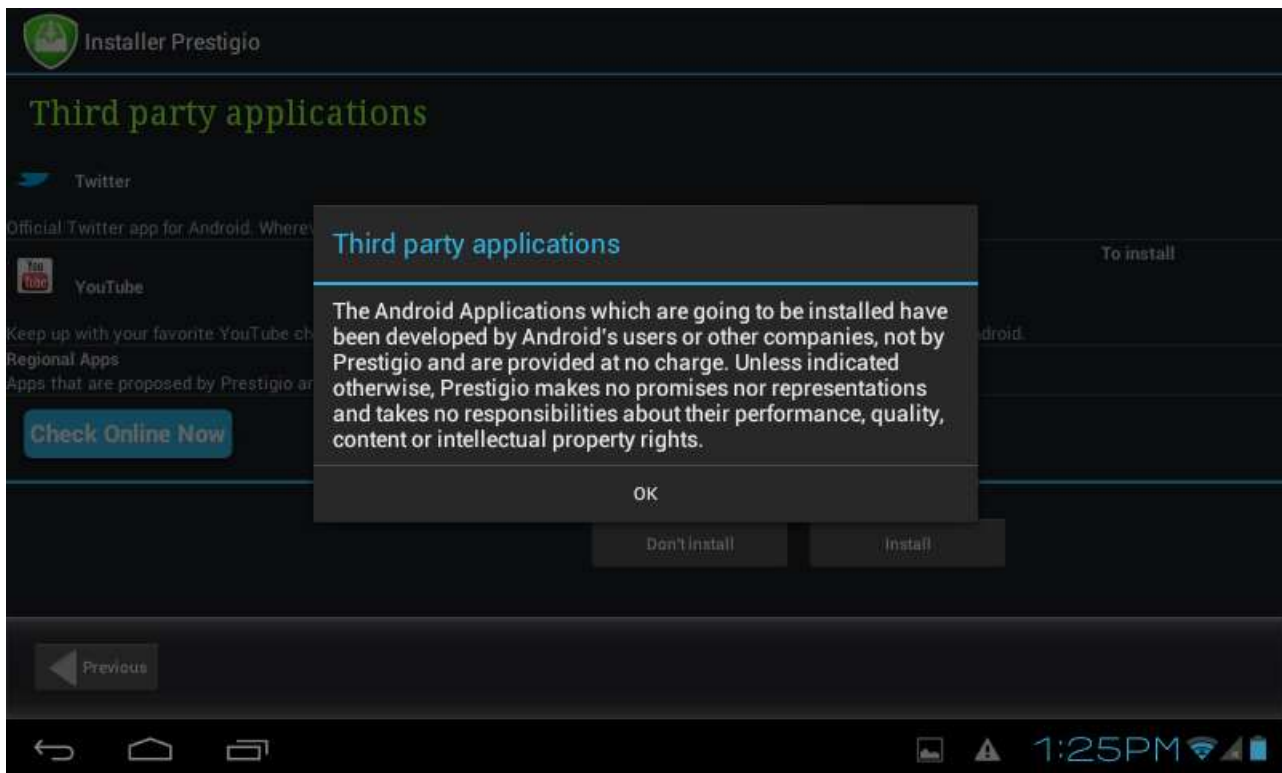 Installer Prestigio
Third party applications
Twitter
Official Twitter app for Android.
To install
You
Tube
YouTube
Keep up with your favorite YouTube
Regional Apps
Apps that are proposed by Prestigio
Check Online Now
Third party applications
The Android Applications which are going to be installed have
been developed by Android's users or other companies, not by
Prestigio and are provided at no charge. Unless indicated
otherwise, Prestigio makes no promises nor representations
and takes no responsibilities about their performance, quality,
content or intellectual property rights.
OK
Don't install
Install
Previous
1:25PM